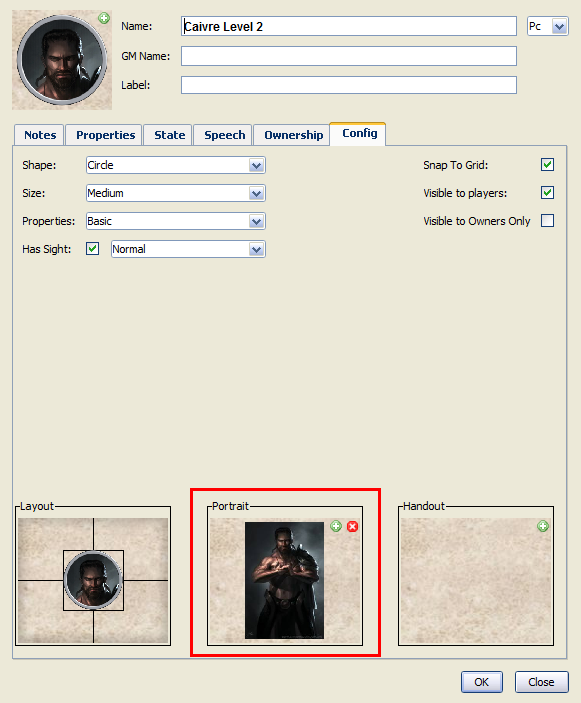 Name: Caivre Level 2 Pc
GM Name:
Label:
Notes Properties State Speech Ownership Config
Shape: Circle Snap To Grid:
Size: Medium Visible to players:
Properties: Basic Visible to Owners Only
Has Sight: Normal
Layout Portrait Handout
OK Close